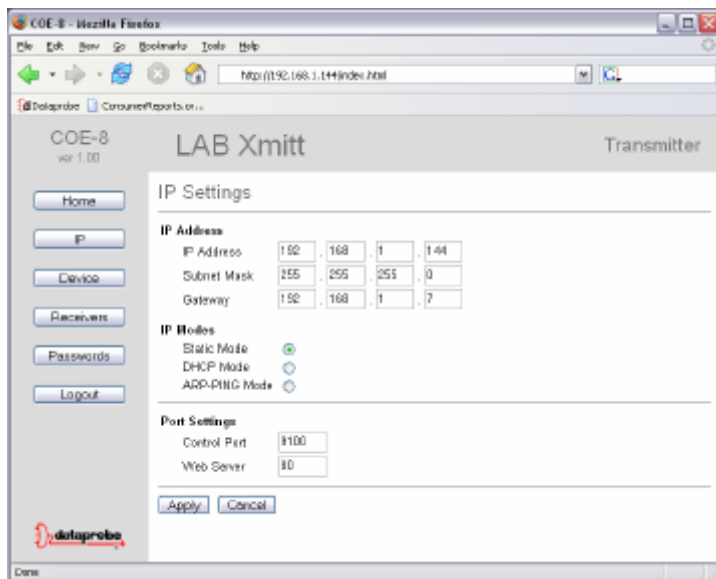 COE-8 - Mozilla Firefox
File Edit View Go Bookmarks Tools Help
http://192.168.1.144/index.html
G
Dataprobe ConsumerReports.or...
COE-8
ver 1.00
LAB Xmitt
Transmitter
Home
IP
Device
Receivers
Passwords
Logout
dataprobe
IP Settings
IP Address
IP Address 192 . 168 . 1 . 144
Subnet Mask 255 . 255 . 255 . 0
Gateway 192 . 168 . 1 . 7
IP Modes
Static Mode
DHCP Mode
ARP-PING Mode
Port Settings
Control Port 9100
Web Server 80
Apply Cancel
Done